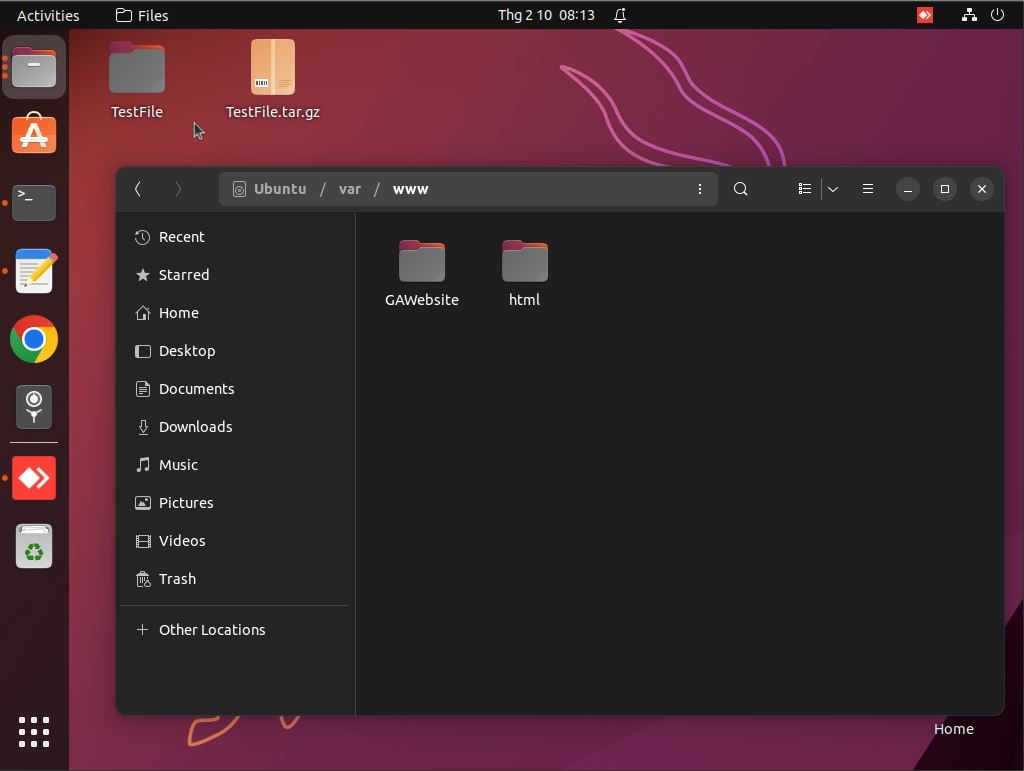 Activities
Files
Thg 2 10 08:13
TestFile
TestFile.tar.gz
Ubuntu / var / www
Recent
Starred
Home
Desktop
Documents
Downloads
Music
Pictures
Videos
Trash
Other Locations
GAWebsite
html
Home